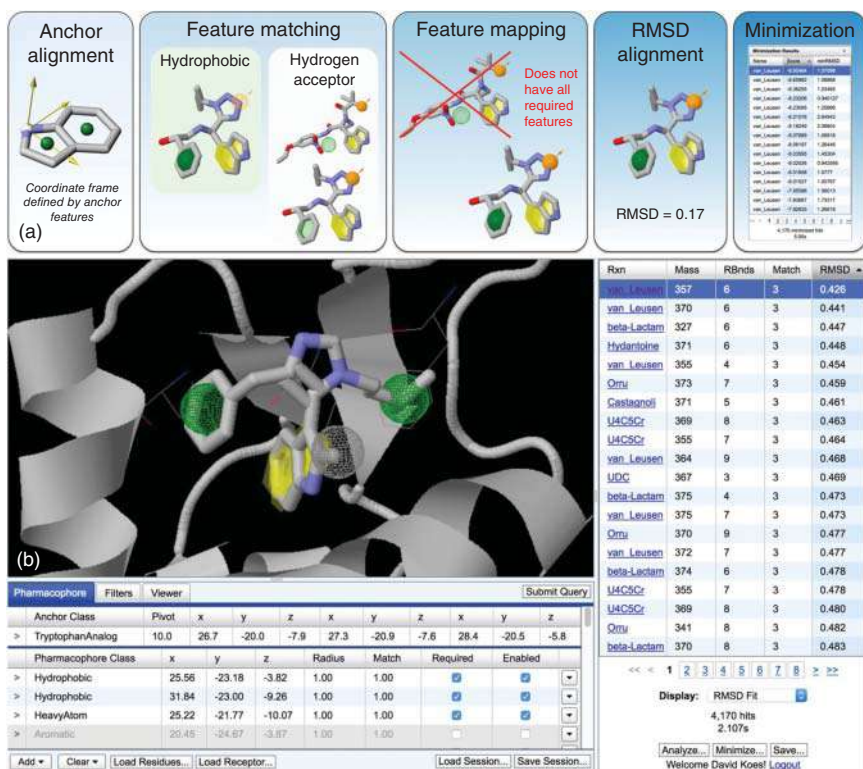 Anchor alignment
Coordinate frame defined by anchor features
(a)
Feature matching
Hydrophobic
Hydrogen acceptor
Feature mapping
Does not have all required features
RMSD alignment
RMSD = 0.17
Minimization
Minimization Results
Name Score
van_Leusen
4,170 minimized hits
(b)
Rxn Mass RBnds Match RMSD
van_Leusen 357 6 3 0.426
van_Leusen 370 6 3 0.441
beta-Lactam 327 6 3 0.447
Hydantoine 371 6 3 0.448
van_Leusen 355 4 3 0.454
Orru 373 7 3 0.459
Castagnoli 371 5 3 0.461
U4C5Cr 369 8 3 0.463
U4C5Cr 355 7 3 0.464
van_Leusen 364 9 3 0.468
UDC 367 3 3 0.469
beta-Lactam 375 4 3 0.473
van_Leusen 375 7 3 0.473
Orru 370 9 3 0.477
van_Leusen 372 7 3 0.477
beta-Lactam 374 6 3 0.478
U4C5Cr 355 7 3 0.478
U4C5Cr 369 8 3 0.480
Orru 341 8 3 0.482
beta-Lactam 370 8 3 0.483
<< < 1 2 3 4 5 6 7 8 > >>
Display: RMSD Fit
4,170 hits
2.107s
Analyze... Minimize... Save...
Welcome David Koes! Logout
Pharmacophore Filters Viewer Submit Query
Anchor Class Pivot x y z x y z x y z
> TryptophanAnalog 10.0 26.7 -20.0 -7.9 27.3 -20.9 -7.6 28.4 -20.5 -5.8
Pharmacophore Class x y z Radius Match Required Enabled
> Hydrophobic 25.56 -23.18 -3.82 1.00 1.00
> Hydrophobic 31.84 -23.00 -9.26 1.00 1.00
> HeavyAtom 25.22 -21.77 -10.07 1.00 1.00
> Aromatic 20.45 -24.67 -3.87 1.00 1.00
Add Clear Load Residues... Load Receptor... Load Session... Save Session...